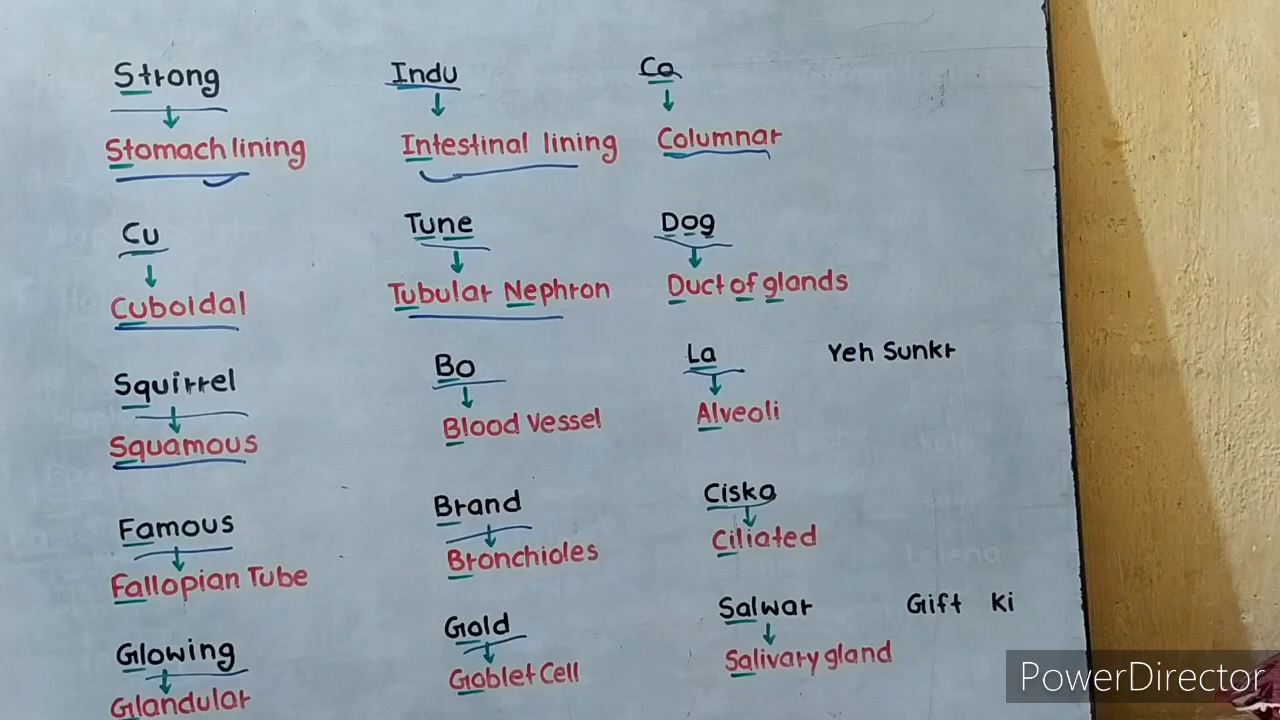 Strong Indu Co
Stomach lining Intestinal lining Columnar
Cu Tune Dog
Cuboidal Tubular Nephron Duct of glands
Squirrel Bo La Yeh Sunkr
Squamous Blood Vessel Alveoli
Famous Brand Ciska
Fallopian Tube Bronchioles Ciliated
Glowing Gold Salwar Gift Ki
Glandular Goblet Cell Salivary gland
PowerDirector